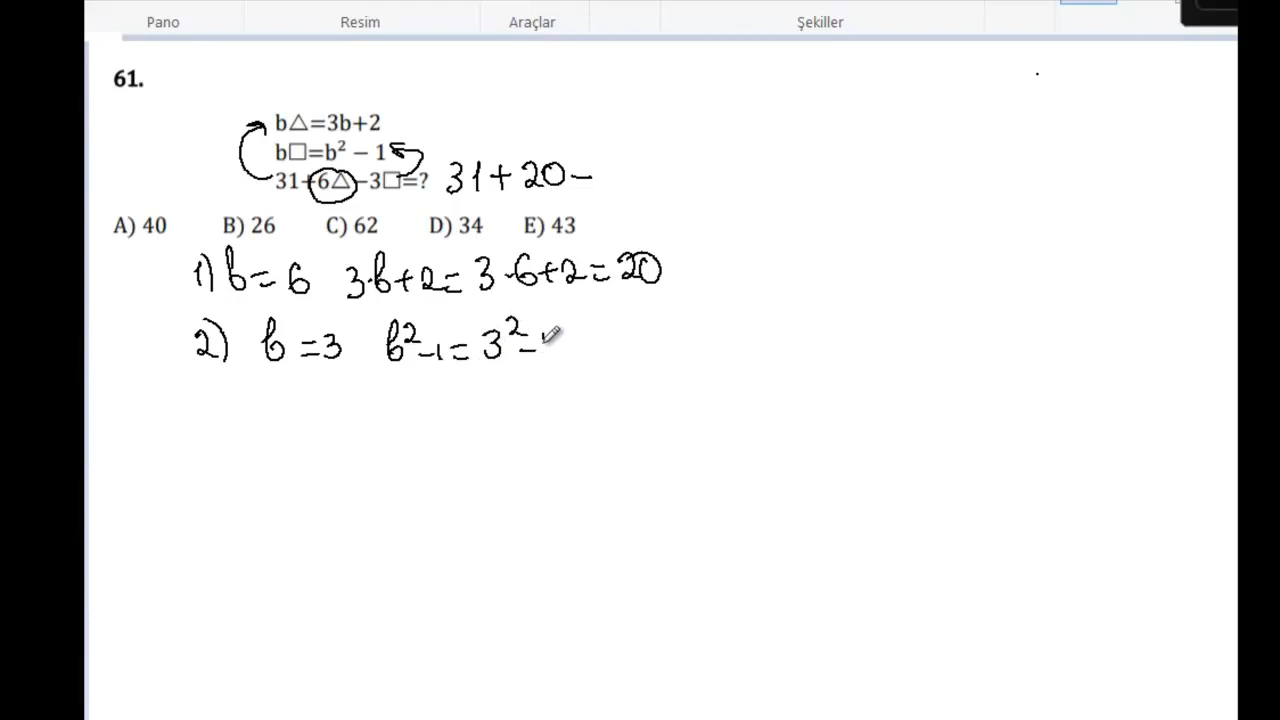 Pano Resim Araçlar Şekiller
61.
b△=3b+2
b□=b² − 1
31+6△−3□=? 31+20−
A) 40 B) 26 C) 62 D) 34 E) 43
1) b=6 3·b+2=3·6+2=20
2) b=3 b²−1=3²−